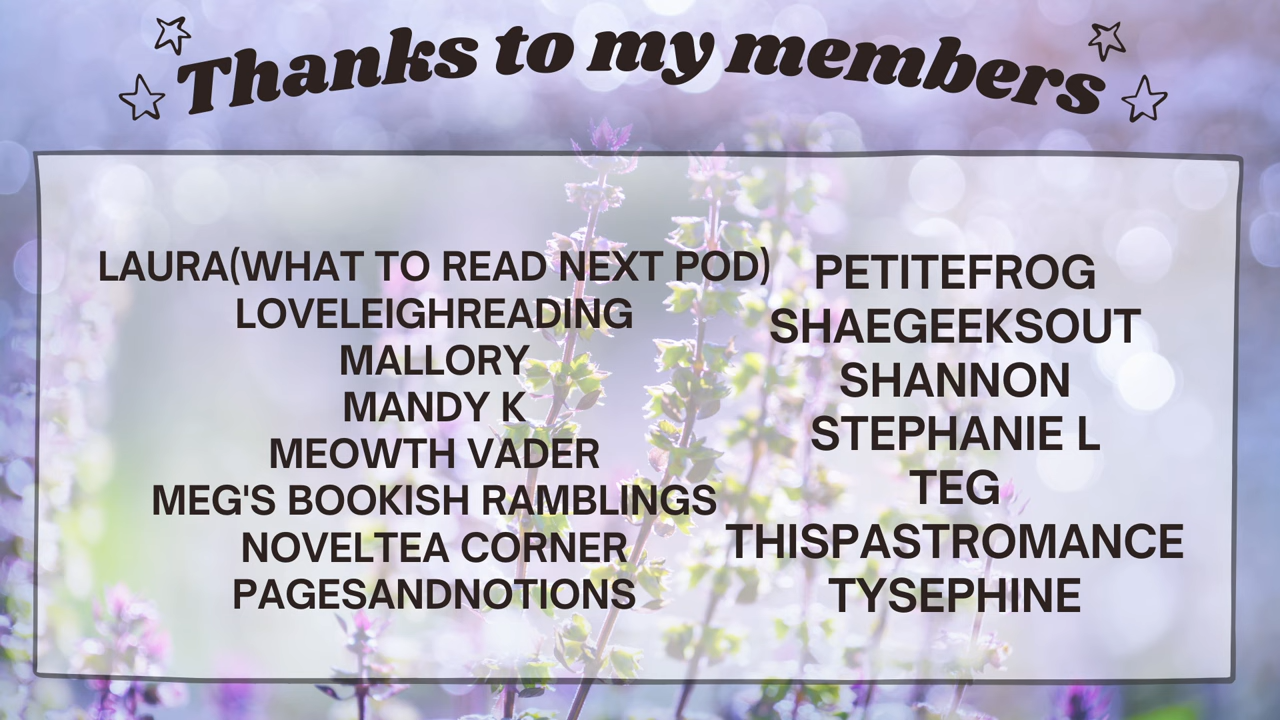 Thanks to my members
LAURA(WHAT TO READ NEXT POD)
LOVELEIGHREADING
MALLORY
MANDY K
MEOWTH VADER
MEG'S BOOKISH RAMBLINGS
NOVELTEA CORNER
PAGESANDNOTIONS
PETITEFROG
SHAEGEEKSOUT
SHANNON
STEPHANIE L
TEG
THISPASTROMANCE
TYSEPHINE